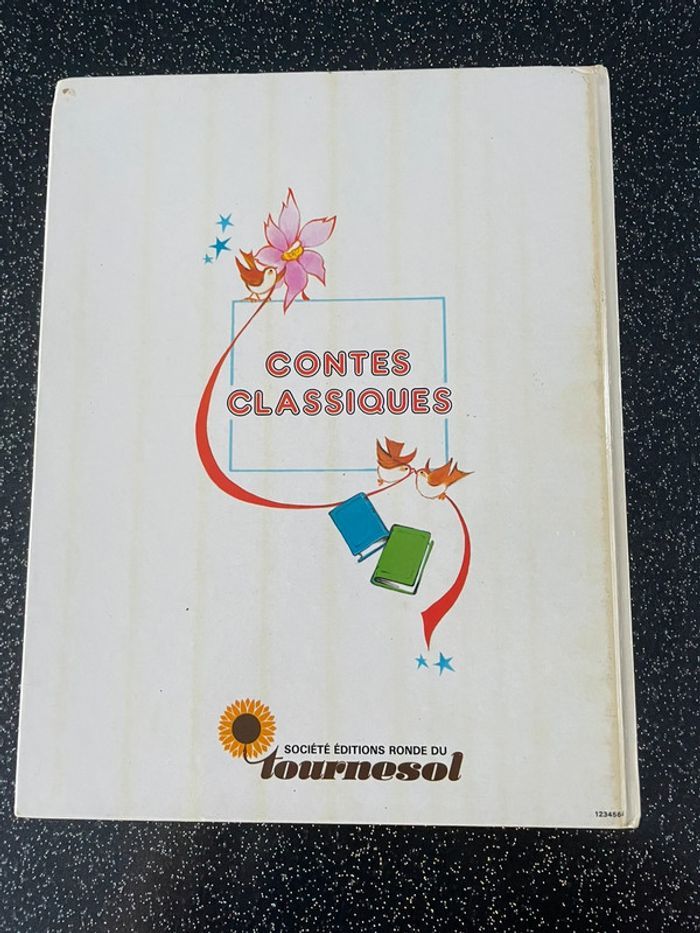 CONTES
CLASSIQUES
SOCIÉTÉ ÉDITIONS RONDE DU
tournesol